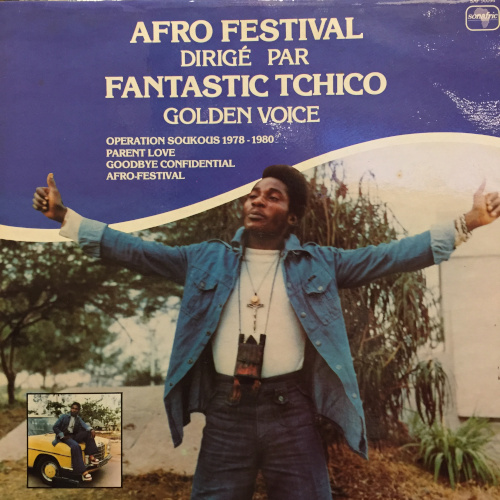 AFRO FESTIVAL
DIRIGÉ PAR
FANTASTIC TCHICO
GOLDEN VOICE
OPERATION SOUKOUS 1978-1980
PARENT LOVE
GOODBYE CONFIDENTIAL
AFRO-FESTIVAL
sonafric